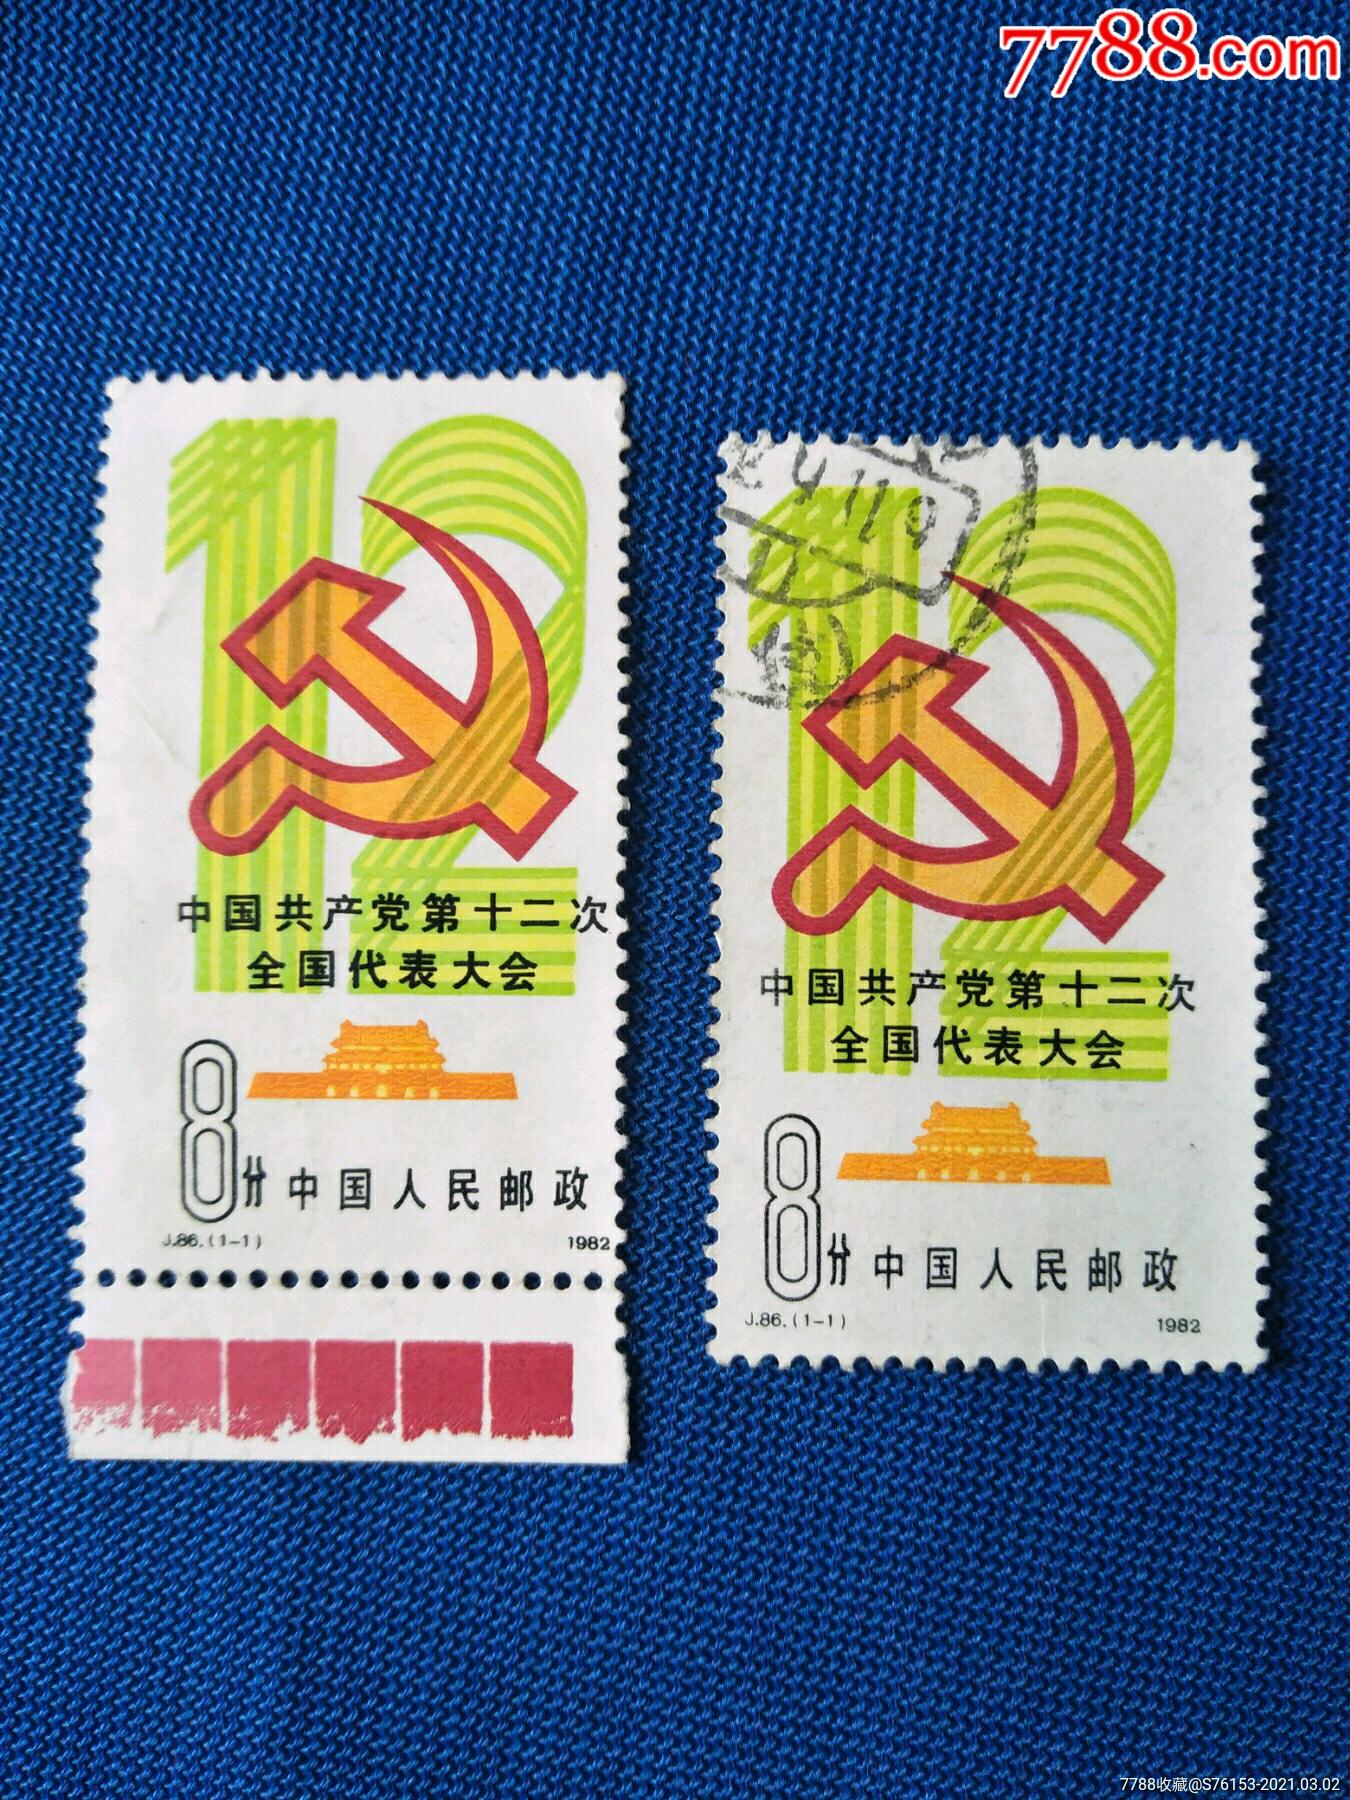 7788.com
12
中国共产党第十二次
全国代表大会
8分 中国人民邮政
J.86.(1-1) 1982
12
中国共产党第十二次
全国代表大会
8分 中国人民邮政
J.86.(1-1) 1982
7788收藏@S76153-2021.03.02